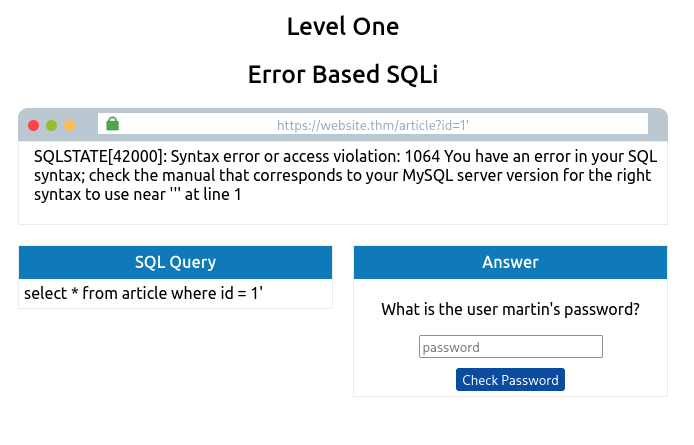 Level One
Error Based SQLi
https://website.thm/article?id=1'
SQLSTATE[42000]: Syntax error or access violation: 1064 You have an error in your SQL
syntax; check the manual that corresponds to your MySQL server version for the right
syntax to use near ''' at line 1
SQL Query
select * from article where id = 1'
Answer
What is the user martin's password?
password
Check Password